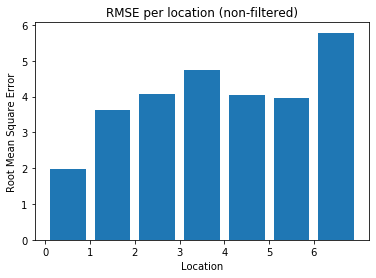 RMSE per location (non-filtered)
Root Mean Square Error
6
5
4
3
2
1
0
0 1 2 3 4 5 6
Location